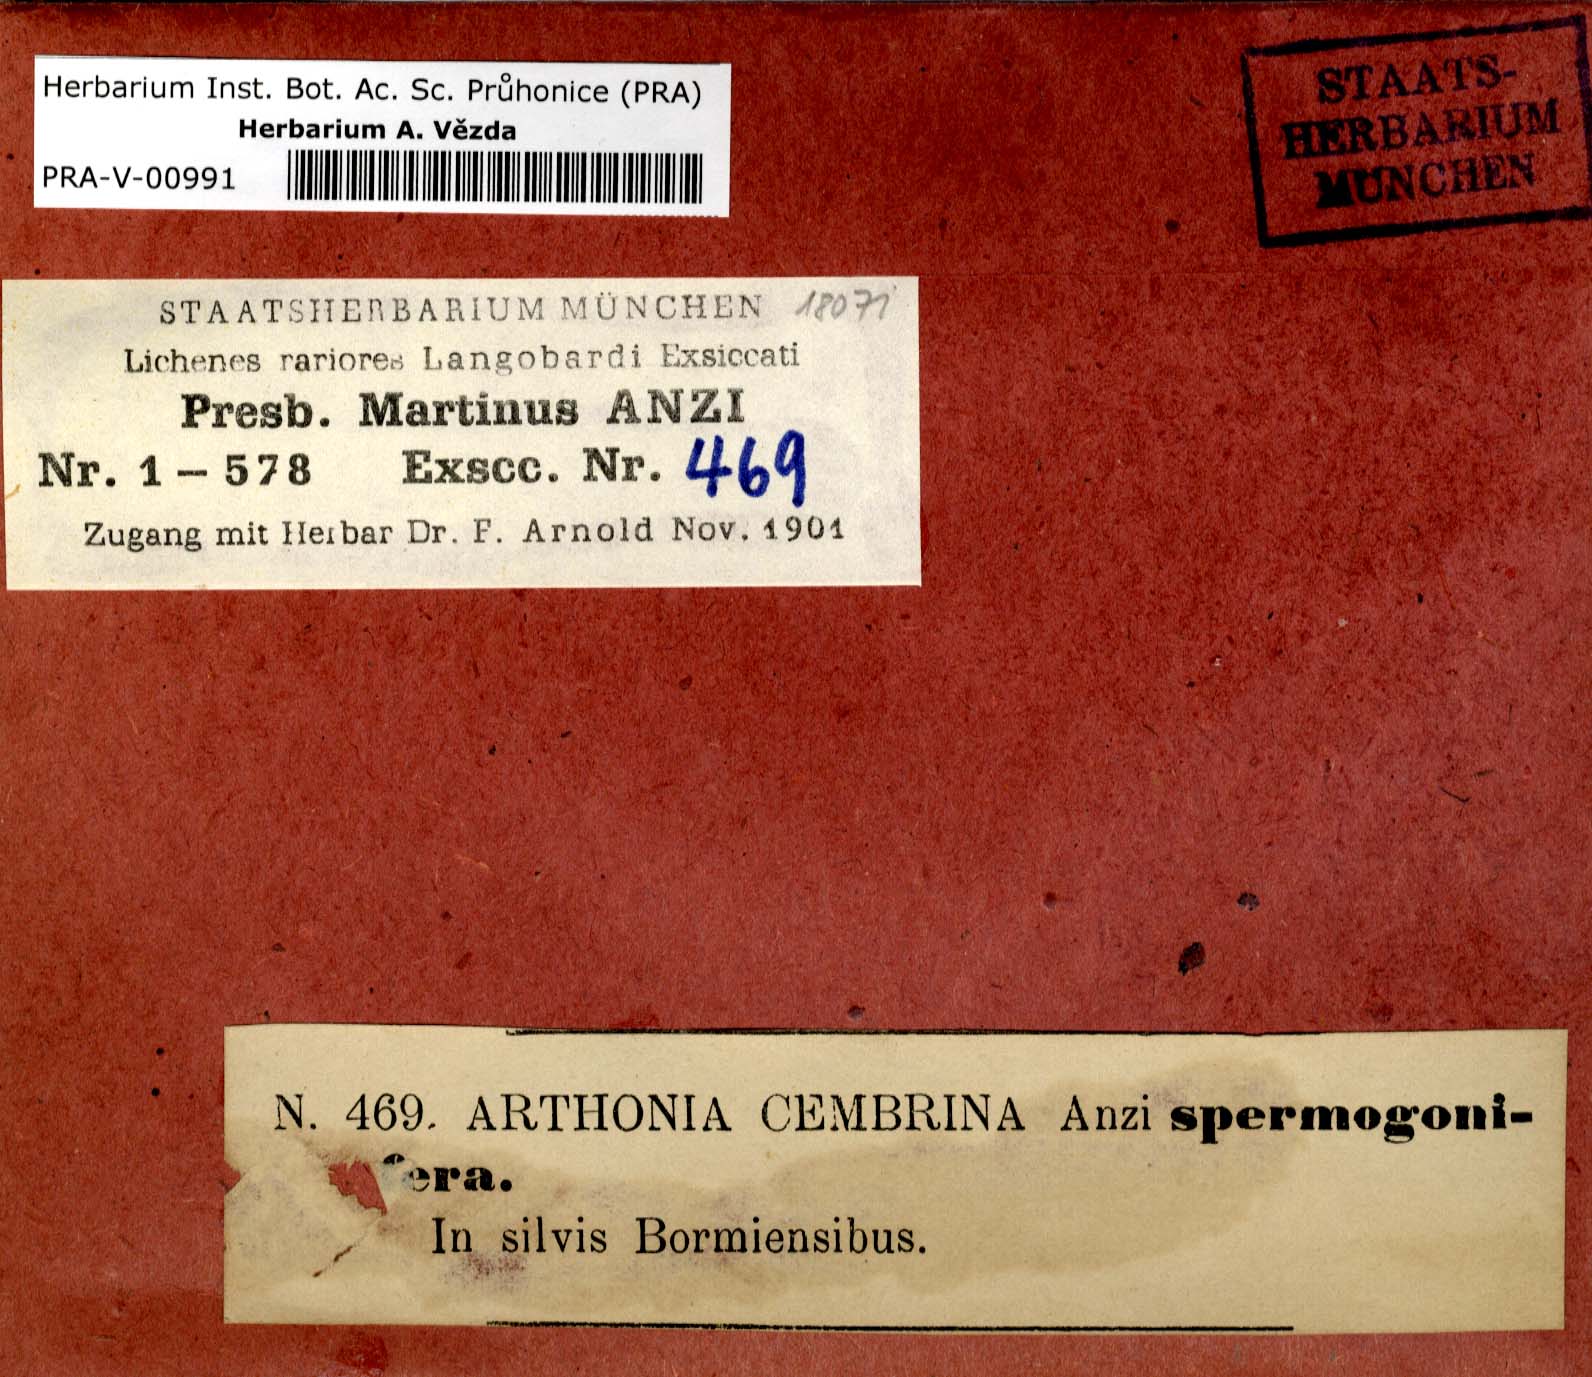 Herbarium Inst. Bot. Ac. Sc. Průhonice (PRA)
Herbarium A. Vězda
PRA-V-00991
STAATS-
HERBARIUM
MÜNCHEN
STAATSHERBARIUM MÜNCHEN 18071
Lichenes rariores Langobardi Exsiccati
Presb. Martinus ANZI
Nr. 1 – 578 Exscc. Nr. 469
Zugang mit Herbar Dr. F. Arnold Nov. 1901
N. 469. ARTHONIA CEMBRINA Anzi spermogoni-
fera.
In silvis Bormiensibus.